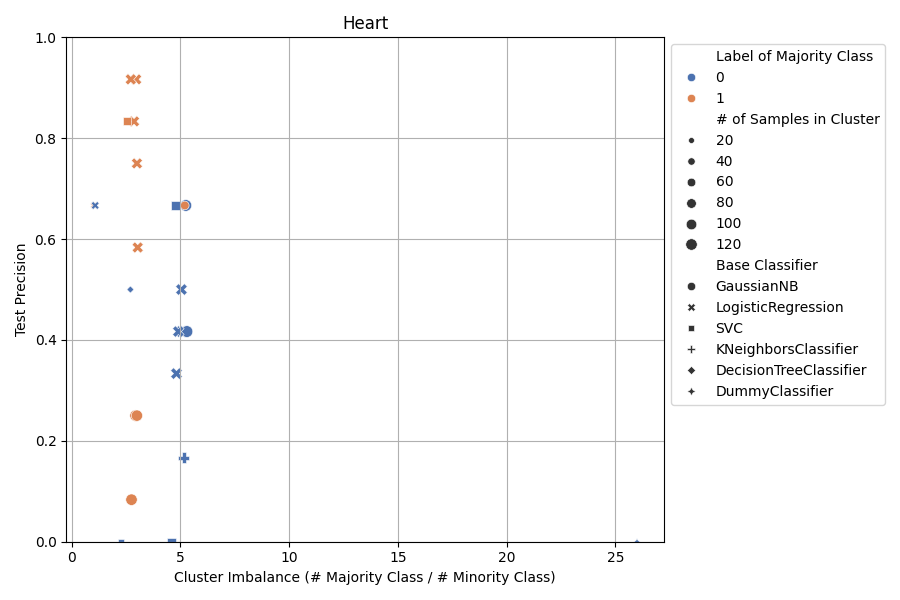 Heart
1.0
0.8
0.6
0.4
0.2
0.0
Test Precision
0
5
10
15
20
25
Cluster Imbalance (# Majority Class / # Minority Class)
Label of Majority Class
0
1
# of Samples in Cluster
20
40
60
80
100
120
Base Classifier
GaussianNB
LogisticRegression
SVC
KNeighborsClassifier
DecisionTreeClassifier
DummyClassifier